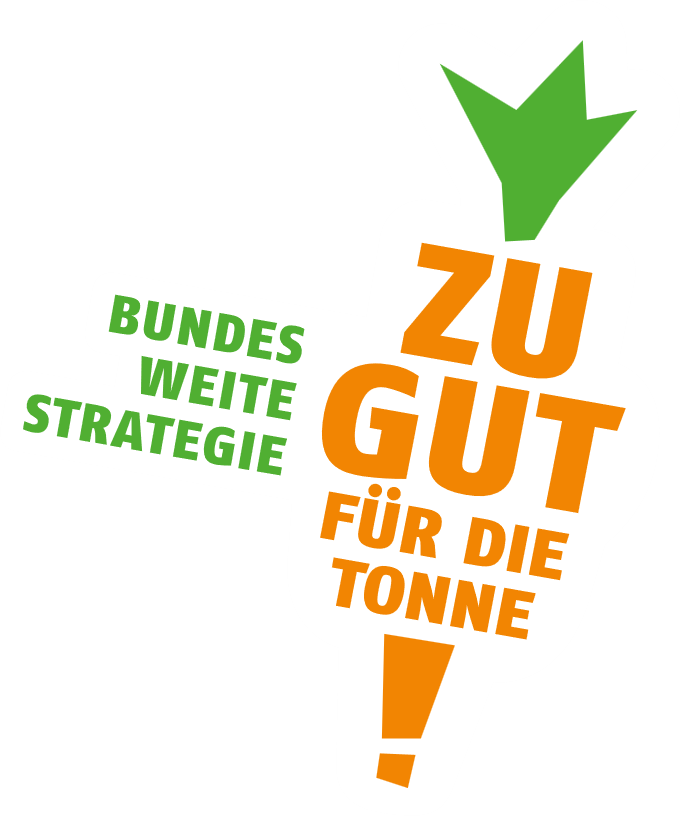 BUNDES
WEITE
STRATEGIE
ZU
GUT
FÜR DIE
TONNE
!